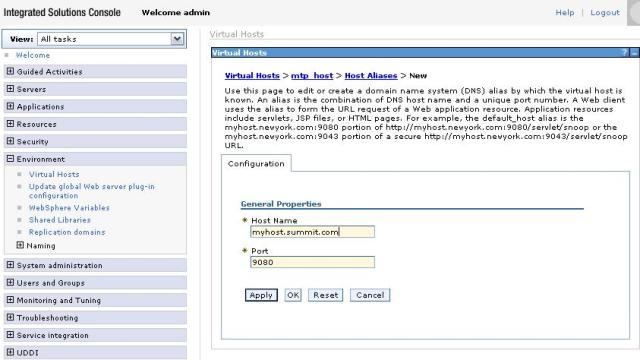 Integrated Solutions Console
Welcome admin
Help | Logout
View: All tasks
Welcome
Guided Activities
Servers
Applications
Resources
Security
Environment
Virtual Hosts
Update global Web server plug-in
configuration
WebSphere Variables
Shared Libraries
Replication domains
Naming
System administration
Users and Groups
Monitoring and Tuning
Troubleshooting
Service integration
UDDI
Virtual Hosts
Virtual Hosts
? -
Virtual Hosts > mtp_host > Host Aliases > New
Use this page to edit or create a domain name system (DNS) alias by which the virtual host is
known. An alias is the combination of DNS host name and a unique port number. A Web client
uses the alias to form the URL request of a Web application resource. Application resources
include servlets, JSP files, or HTML pages. For example, the default_host alias is the
myhost.newyork.com:9080 portion of http://myhost.newyork.com:9080/servlet/snoop or the
myhost.newyork.com:9043 portion of a secure http://myhost.newyork.com:9043/servlet/snoop
URL.
Configuration
General Properties
* Host Name
myhost.summit.com
* Port
9080
Apply OK Reset Cancel